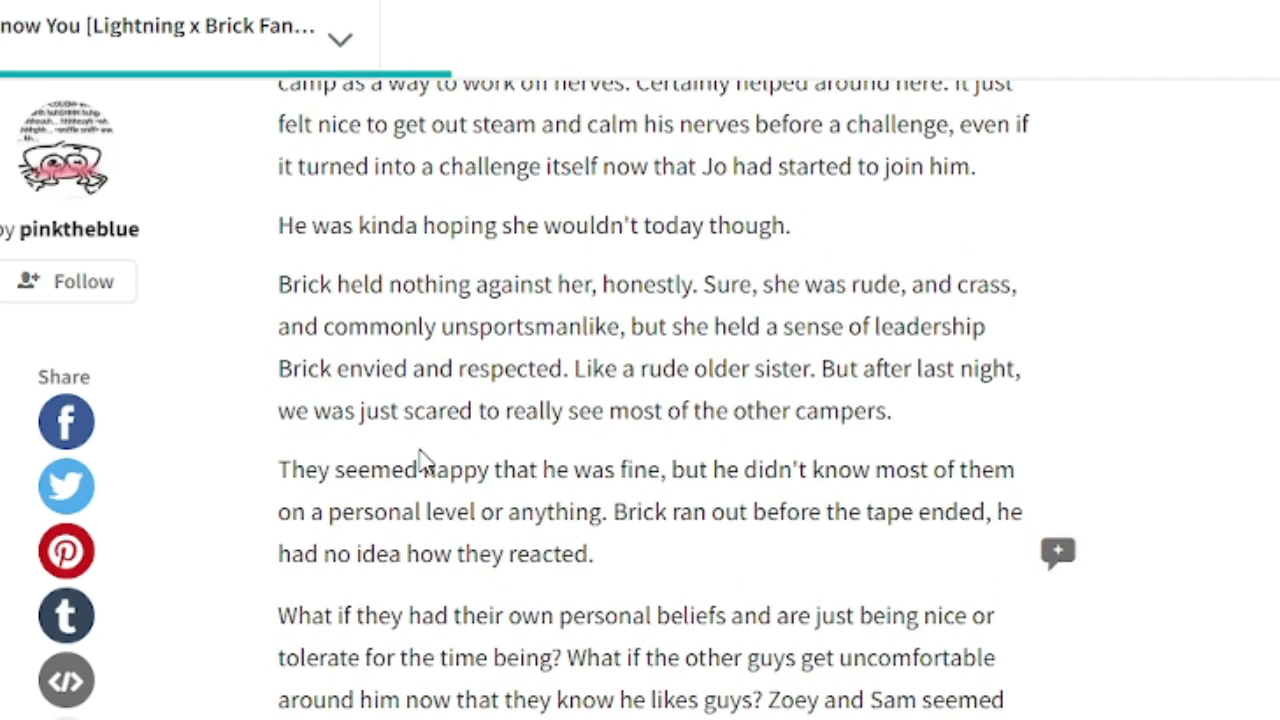 now You [Lightning x Brick Fan...
camp as a way to work off nerves. Certainly helped around here. It just
felt nice to get out steam and calm his nerves before a challenge, even if
it turned into a challenge itself now that Jo had started to join him.
by pinktheblue
He was kinda hoping she wouldn't today though.
Follow
Brick held nothing against her, honestly. Sure, she was rude, and crass,
and commonly unsportsmanlike, but she held a sense of leadership
Brick envied and respected. Like a rude older sister. But after last night,
we was just scared to really see most of the other campers.
Share
They seemed happy that he was fine, but he didn't know most of them
on a personal level or anything. Brick ran out before the tape ended, he
had no idea how they reacted.
What if they had their own personal beliefs and are just being nice or
tolerate for the time being? What if the other guys get uncomfortable
around him now that they know he likes guys? Zoey and Sam seemed